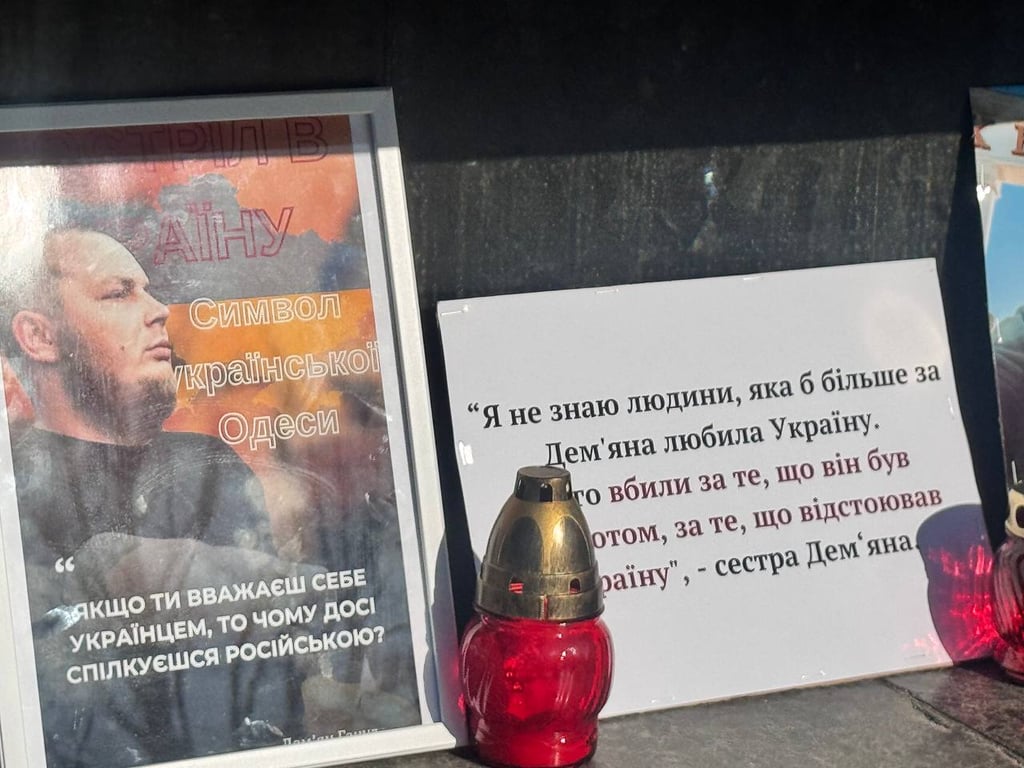 СТРІЛ В
АЇНУ
Символ
української
Одеси
“
ЯКЩО ТИ ВВАЖАЄШ СЕБЕ
УКРАЇНЦЕМ, ТО ЧОМУ ДОСІ
СПІЛКУЄШСЯ РОСІЙСЬКОЮ?
“Я не знаю людини, яка б більше за
Дем'яна любила Україну.
го вбили за те, що він був
отом, за те, що відстоював
раїну", - сестра Дем‘яна.